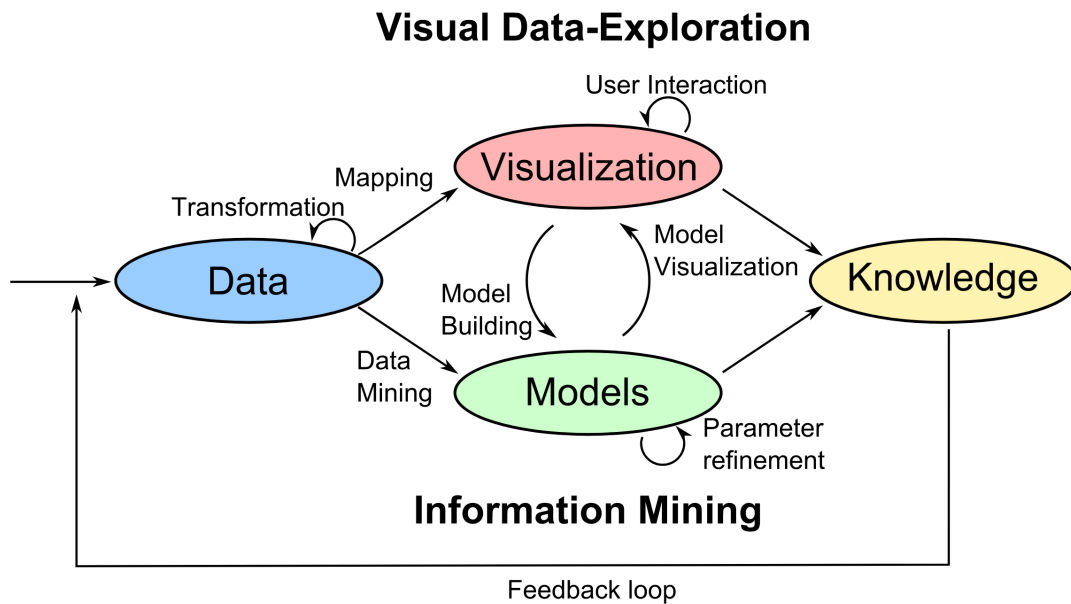 Visual Data-Exploration
User Interaction
Visualization
Mapping
Transformation
Data
Model
Visualization
Knowledge
Model
Building
Data
Mining
Models
Parameter
refinement
Information Mining
Feedback loop